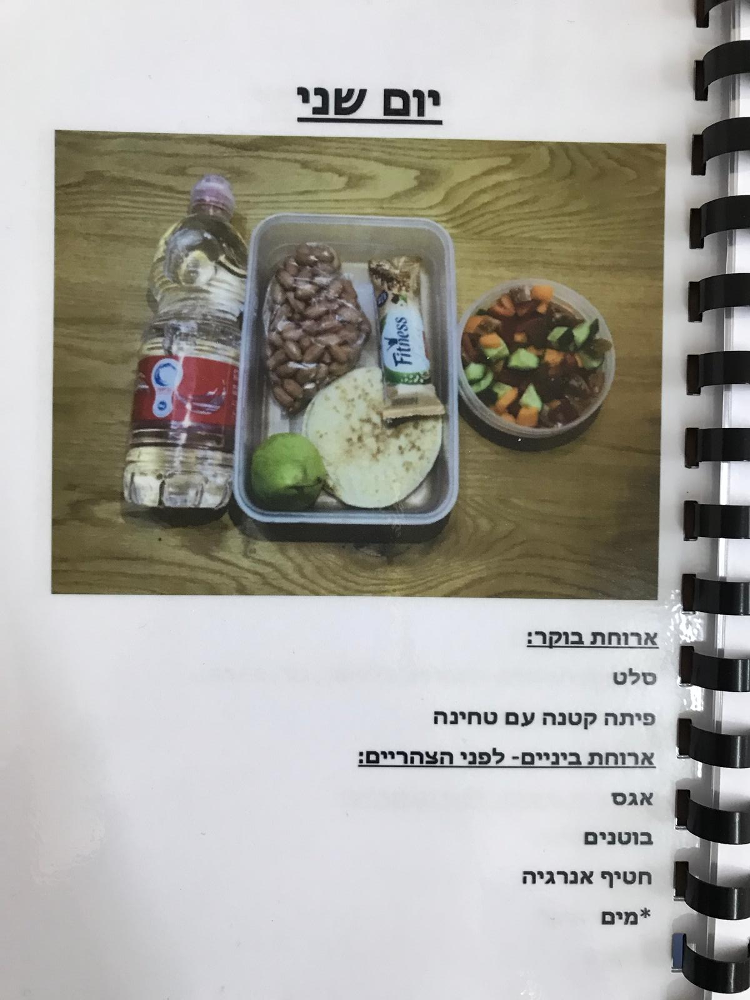 יום שני
Fitness
ארוחת בוקר:
סלט
פיתה קטנה עם טחינה
ארוחת ביניים- לפני הצהריים:
אגס
בוטנים
חטיף אנרגיה
*מים